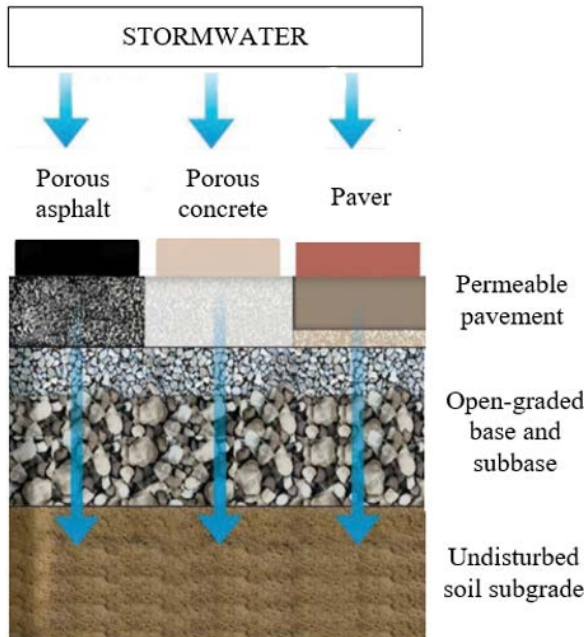 STORMWATER
Porous
asphalt
Porous
concrete
Paver
Permeable
pavement
Open-graded
base and
subbase
Undisturbed
soil subgrade